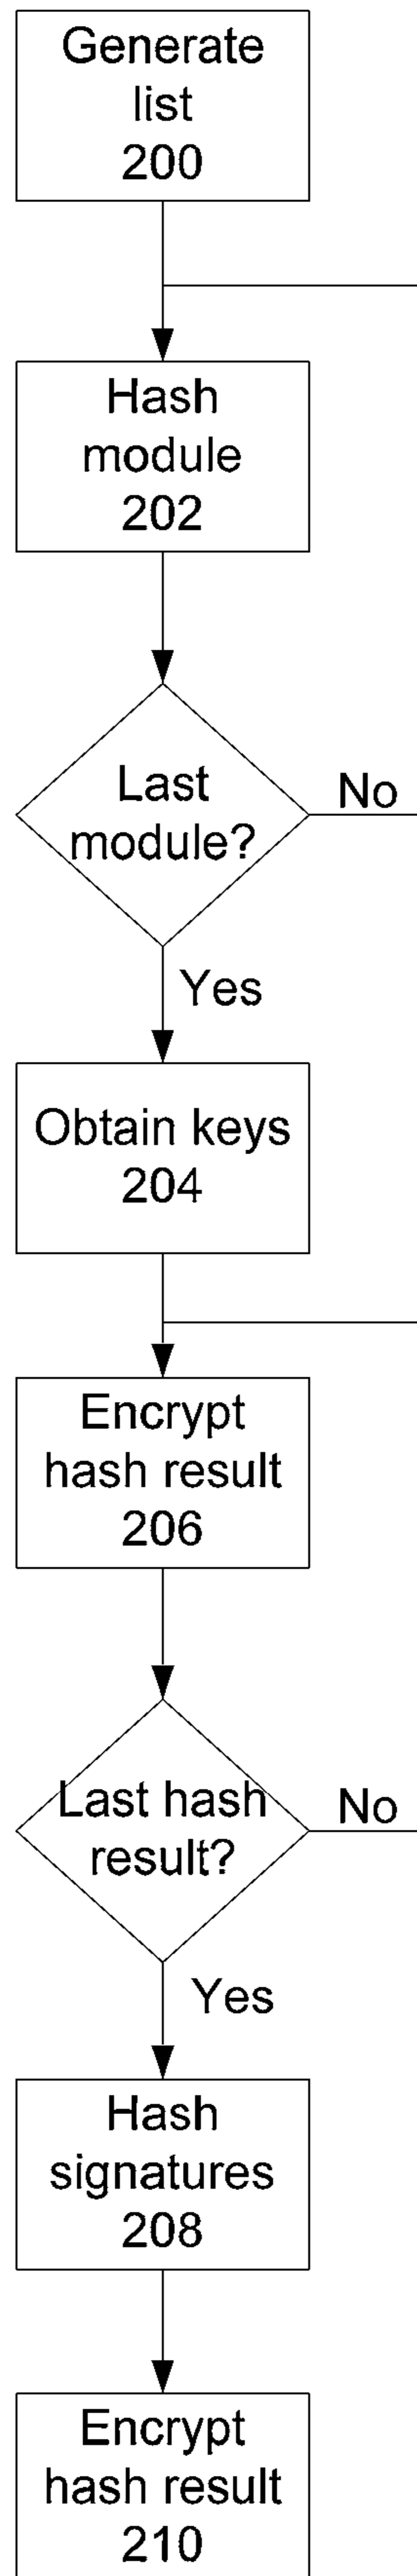 Generate
list
200
Hash
module
202
Last
module?
No
Yes
Obtain keys
204
Encrypt
hash result
206
Last hash
result?
No
Yes
Hash
signatures
208
Encrypt
hash result
210